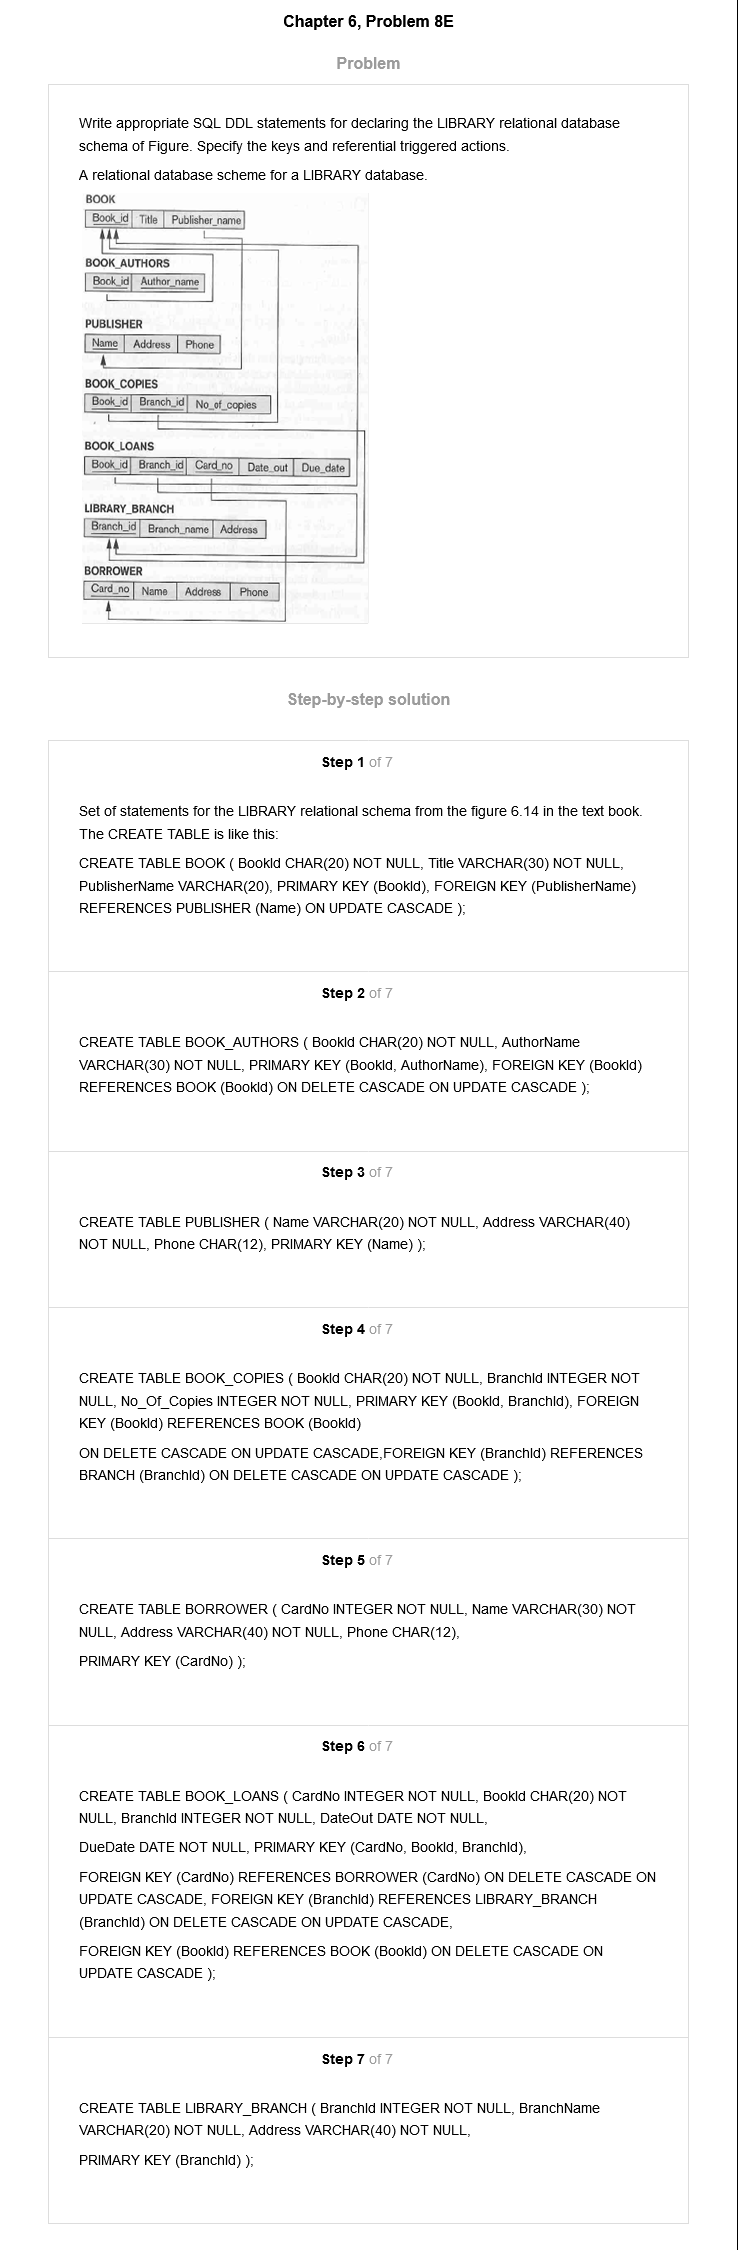 Chapter 6, Problem 8E
Problem
Write appropriate SQL DDL statements for declaring the LIBRARY relational database
schema of Figure. Specify the keys and referential triggered actions.
A relational database scheme for a LIBRARY database.
BOOK
Book_id Title Publisher_name
BOOK_AUTHORS
Book_id Author_name
PUBLISHER
Name Address Phone
BOOK_COPIES
Book_id Branch_id No_of_copies
BOOK_LOANS
Book_id Branch_id Card_no Date_out Due_date
LIBRARY_BRANCH
Branch_id Branch_name Address
BORROWER
Card_no Name Address Phone
Step-by-step solution
Step 1 of 7
Set of statements for the LIBRARY relational schema from the figure 6.14 in the text book.
The CREATE TABLE is like this:
CREATE TABLE BOOK ( BookId CHAR(20) NOT NULL, Title VARCHAR(30) NOT NULL,
PublisherName VARCHAR(20), PRIMARY KEY (BookId), FOREIGN KEY (PublisherName)
REFERENCES PUBLISHER (Name) ON UPDATE CASCADE );
Step 2 of 7
CREATE TABLE BOOK_AUTHORS ( BookId CHAR(20) NOT NULL, AuthorName
VARCHAR(30) NOT NULL, PRIMARY KEY (BookId, AuthorName), FOREIGN KEY (BookId)
REFERENCES BOOK (BookId) ON DELETE CASCADE ON UPDATE CASCADE );
Step 3 of 7
CREATE TABLE PUBLISHER ( Name VARCHAR(20) NOT NULL, Address VARCHAR(40)
NOT NULL, Phone CHAR(12), PRIMARY KEY (Name) );
Step 4 of 7
CREATE TABLE BOOK_COPIES ( BookId CHAR(20) NOT NULL, BranchId INTEGER NOT
NULL, No_Of_Copies INTEGER NOT NULL, PRIMARY KEY (BookId, BranchId), FOREIGN
KEY (BookId) REFERENCES BOOK (BookId)
ON DELETE CASCADE ON UPDATE CASCADE,FOREIGN KEY (BranchId) REFERENCES
BRANCH (BranchId) ON DELETE CASCADE ON UPDATE CASCADE );
Step 5 of 7
CREATE TABLE BORROWER ( CardNo INTEGER NOT NULL, Name VARCHAR(30) NOT
NULL, Address VARCHAR(40) NOT NULL, Phone CHAR(12),
PRIMARY KEY (CardNo) );
Step 6 of 7
CREATE TABLE BOOK_LOANS ( CardNo INTEGER NOT NULL, BookId CHAR(20) NOT
NULL, BranchId INTEGER NOT NULL, DateOut DATE NOT NULL,
DueDate DATE NOT NULL, PRIMARY KEY (CardNo, BookId, BranchId),
FOREIGN KEY (CardNo) REFERENCES BORROWER (CardNo) ON DELETE CASCADE ON
UPDATE CASCADE, FOREIGN KEY (BranchId) REFERENCES LIBRARY_BRANCH
(BranchId) ON DELETE CASCADE ON UPDATE CASCADE,
FOREIGN KEY (BookId) REFERENCES BOOK (BookId) ON DELETE CASCADE ON
UPDATE CASCADE );
Step 7 of 7
CREATE TABLE LIBRARY_BRANCH ( BranchId INTEGER NOT NULL, BranchName
VARCHAR(20) NOT NULL, Address VARCHAR(40) NOT NULL,
PRIMARY KEY (BranchId) );